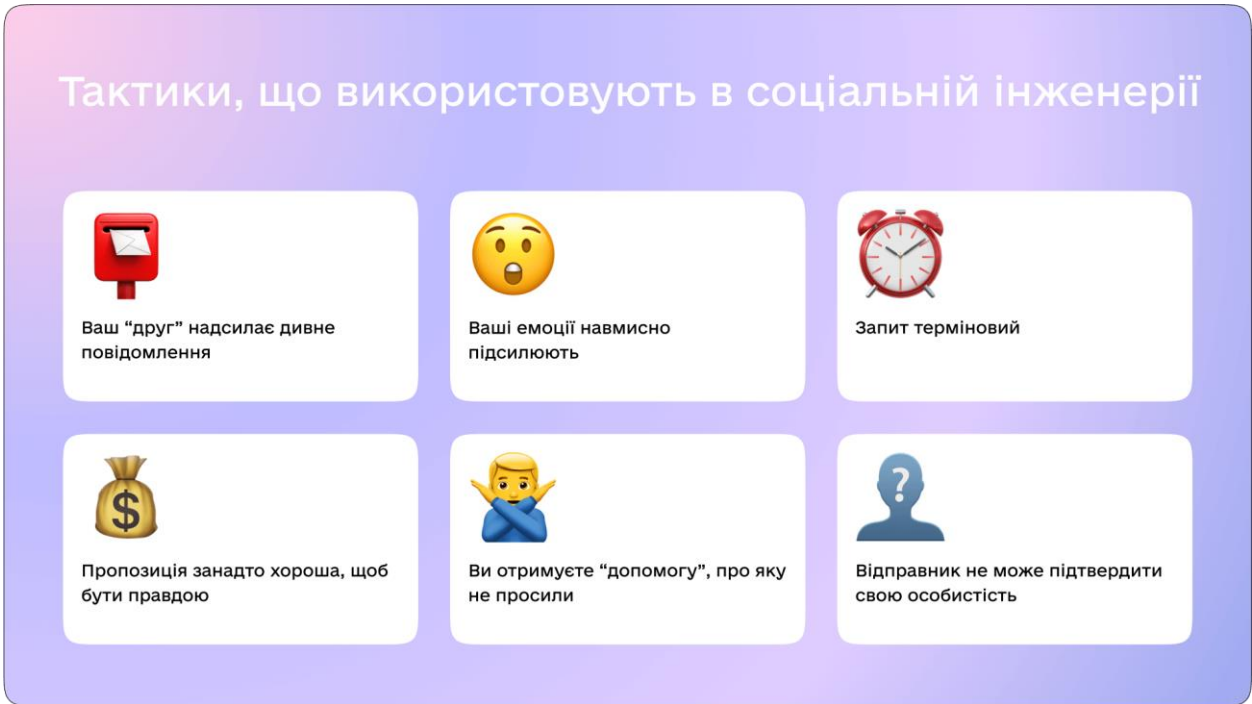 Тактики, що використовують в соціальній інженерії
Ваш “друг” надсилає дивне
повідомлення
Ваші емоції навмисно
підсилюють
Запит терміновий
Пропозиція занадто хороша, щоб
бути правдою
Ви отримуєте “допомогу”, про яку
не просили
Відправник не може підтвердити
свою особистість